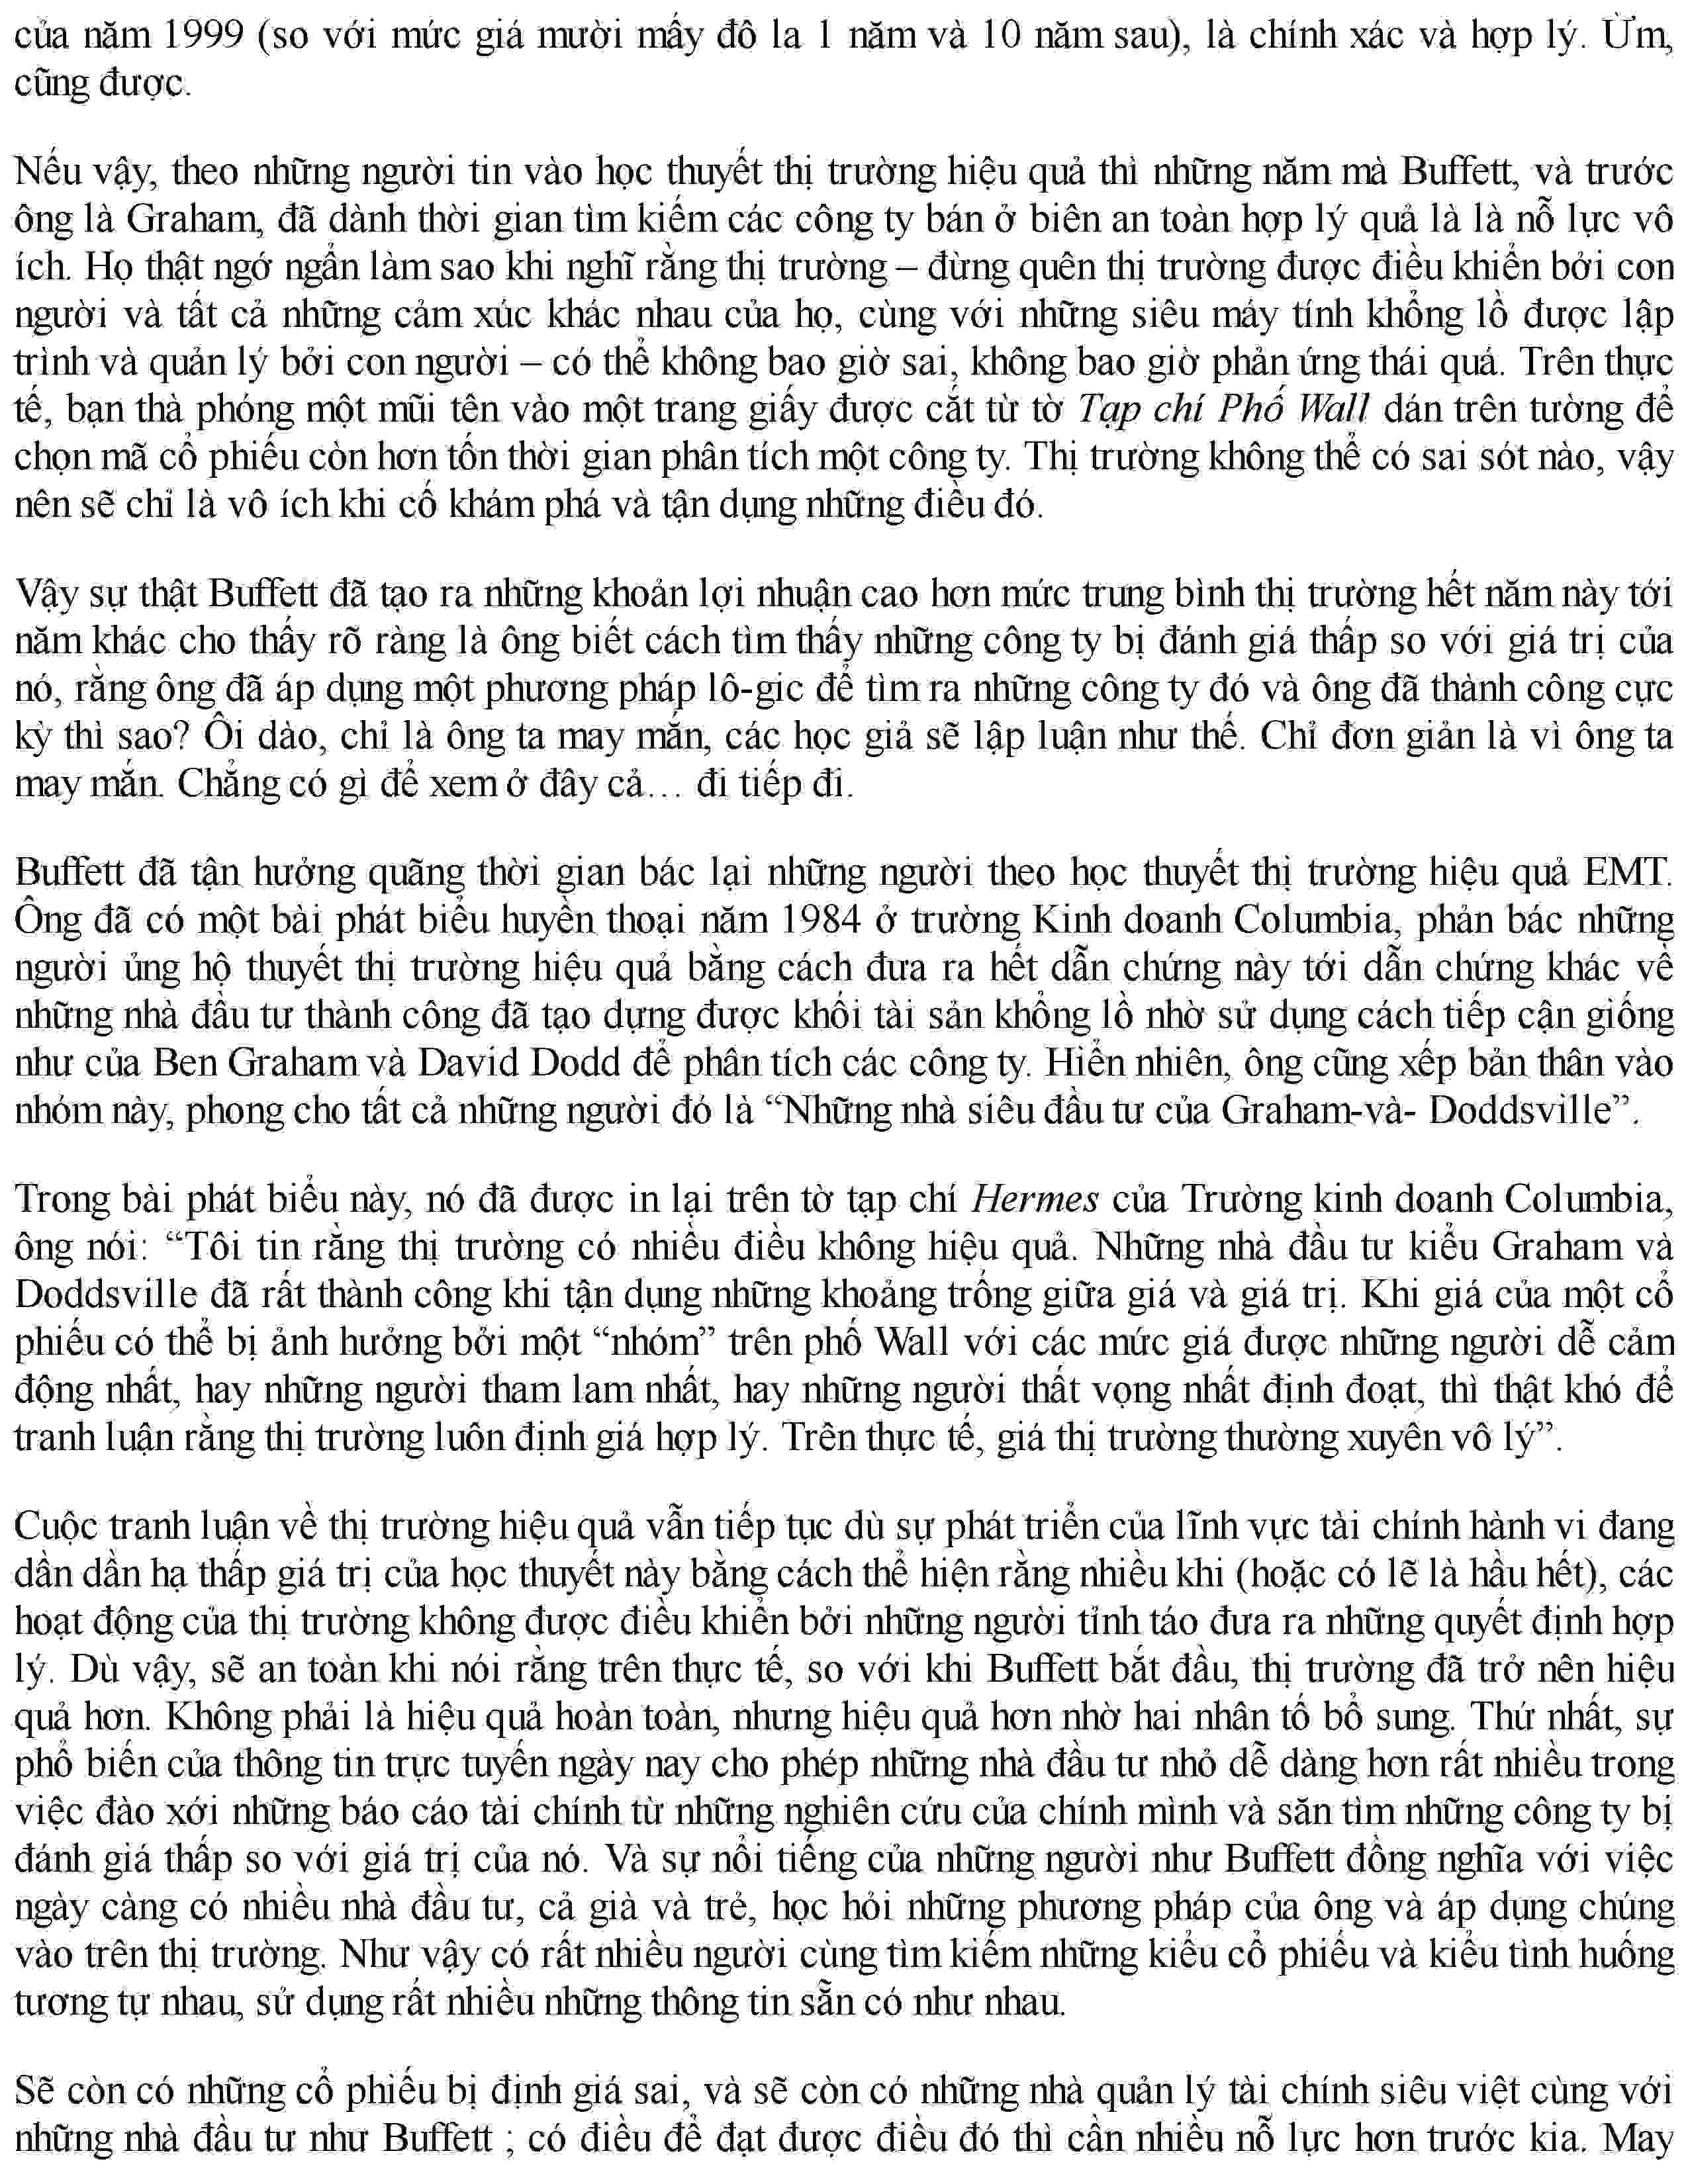 của năm 1999 (so với mức giá mười mấy đô la 1 năm và 10 năm sau), là chính xác và hợp lý. Ừm,
cũng được.
Nếu vậy, theo những người tin vào học thuyết thị trường hiệu quả thì những năm mà Buffett, và trước
ông là Graham, đã dành thời gian tìm kiếm các công ty bán ở biên an toàn hợp lý quả là là nỗ lực vô
ích. Họ thật ngớ ngẩn làm sao khi nghĩ rằng thị trường – đừng quên thị trường được điều khiển bởi con
người và tất cả những cảm xúc khác nhau của họ, cùng với những siêu máy tính khổng lồ được lập
trình và quản lý bởi con người – có thể không bao giờ sai, không bao giờ phản ứng thái quá. Trên thực
tế, bạn thà phóng một mũi tên vào một trang giấy được cắt từ tờ Tạp chí Phố Wall dán trên tường để
chọn mã cổ phiếu còn hơn tốn thời gian phân tích một công ty. Thị trường không thể có sai sót nào, vậy
nên sẽ chỉ là vô ích khi cố khám phá và tận dụng những điều đó.
Vậy sự thật Buffett đã tạo ra những khoản lợi nhuận cao hơn mức trung bình thị trường hết năm này tới
năm khác cho thấy rõ ràng là ông biết cách tìm thấy những công ty bị đánh giá thấp so với giá trị của
nó, rằng ông đã áp dụng một phương pháp lô-gic để tìm ra những công ty đó và ông đã thành công cực
kỳ thì sao? Ôi dào, chỉ là ông ta may mắn, các học giả sẽ lập luận như thế. Chỉ đơn giản là vì ông ta
may mắn. Chẳng có gì để xem ở đây cả… đi tiếp đi.
Buffett đã tận hưởng quãng thời gian bác lại những người theo học thuyết thị trường hiệu quả EMT.
Ông đã có một bài phát biểu huyền thoại năm 1984 ở trường Kinh doanh Columbia, phản bác những
người ủng hộ thuyết thị trường hiệu quả bằng cách đưa ra hết dẫn chứng này tới dẫn chứng khác về
những nhà đầu tư thành công đã tạo dựng được khối tài sản khổng lồ nhờ sử dụng cách tiếp cận giống
như của Ben Graham và David Dodd để phân tích các công ty. Hiển nhiên, ông cũng xếp bản thân vào
nhóm này, phong cho tất cả những người đó là “Những nhà siêu đầu tư của Graham-và- Doddsville”.
Trong bài phát biểu này, nó đã được in lại trên tờ tạp chí Hermes của Trường kinh doanh Columbia,
ông nói: “Tôi tin rằng thị trường có nhiều điều không hiệu quả. Những nhà đầu tư kiểu Graham và
Doddsville đã rất thành công khi tận dụng những khoảng trống giữa giá và giá trị. Khi giá của một cổ
phiếu có thể bị ảnh hưởng bởi một “nhóm” trên phố Wall với các mức giá được những người dễ cảm
động nhất, hay những người tham lam nhất, hay những người thất vọng nhất định đoạt, thì thật khó để
tranh luận rằng thị trường luôn định giá hợp lý. Trên thực tế, giá thị trường thường xuyên vô lý”.
Cuộc tranh luận về thị trường hiệu quả vẫn tiếp tục dù sự phát triển của lĩnh vực tài chính hành vi đang
dần dần hạ thấp giá trị của học thuyết này bằng cách thể hiện rằng nhiều khi (hoặc có lẽ là hầu hết), các
hoạt động của thị trường không được điều khiển bởi những người tỉnh táo đưa ra những quyết định hợp
lý. Dù vậy, sẽ an toàn khi nói rằng trên thực tế, so với khi Buffett bắt đầu, thị trường đã trở nên hiệu
quả hơn. Không phải là hiệu quả hoàn toàn, nhưng hiệu quả hơn nhờ hai nhân tố bổ sung. Thứ nhất, sự
phổ biến của thông tin trực tuyến ngày nay cho phép những nhà đầu tư nhỏ dễ dàng hơn rất nhiều trong
việc đào xới những báo cáo tài chính từ những nghiên cứu của chính mình và săn tìm những công ty bị
đánh giá thấp so với giá trị của nó. Và sự nổi tiếng của những người như Buffett đồng nghĩa với việc
ngày càng có nhiều nhà đầu tư, cả già và trẻ, học hỏi những phương pháp của ông và áp dụng chúng
vào trên thị trường. Như vậy có rất nhiều người cùng tìm kiếm những kiểu cổ phiếu và kiểu tình huống
tương tự nhau, sử dụng rất nhiều những thông tin sẵn có như nhau.
Sẽ còn có những cổ phiếu bị định giá sai, và sẽ còn có những nhà quản lý tài chính siêu việt cùng với
những nhà đầu tư như Buffett ; có điều để đạt được điều đó thì cần nhiều nỗ lực hơn trước kia. May